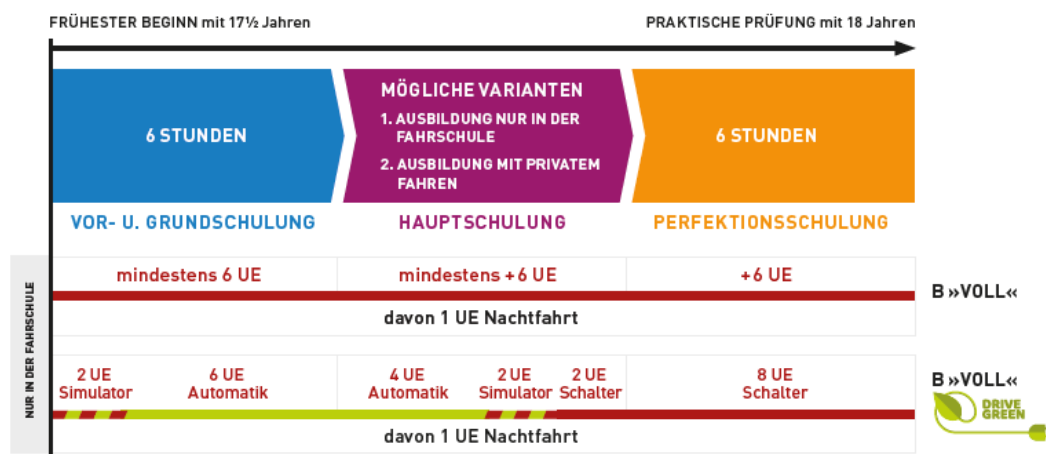 FRÜHESTER BEGINN mit 17½ Jahren
PRAKTISCHE PRÜFUNG mit 18 Jahren
6 STUNDEN
MÖGLICHE VARIANTEN
1. AUSBILDUNG NUR IN DER
FAHRSCHULE
2. AUSBILDUNG MIT PRIVATEM
FAHREN
6 STUNDEN
VOR- U. GRUNDSCHULUNG
HAUPTSCHULUNG
PERFEKTIONSSCHULUNG
NUR IN DER FAHRSCHULE
mindestens 6 UE
mindestens +6 UE
+6 UE
B »VOLL«
davon 1 UE Nachtfahrt
2 UE
Simulator
6 UE
Automatik
4 UE
Automatik
2 UE
Simulator
2 UE
Schalter
8 UE
Schalter
B »VOLL«
DRIVE
GREEN
davon 1 UE Nachtfahrt